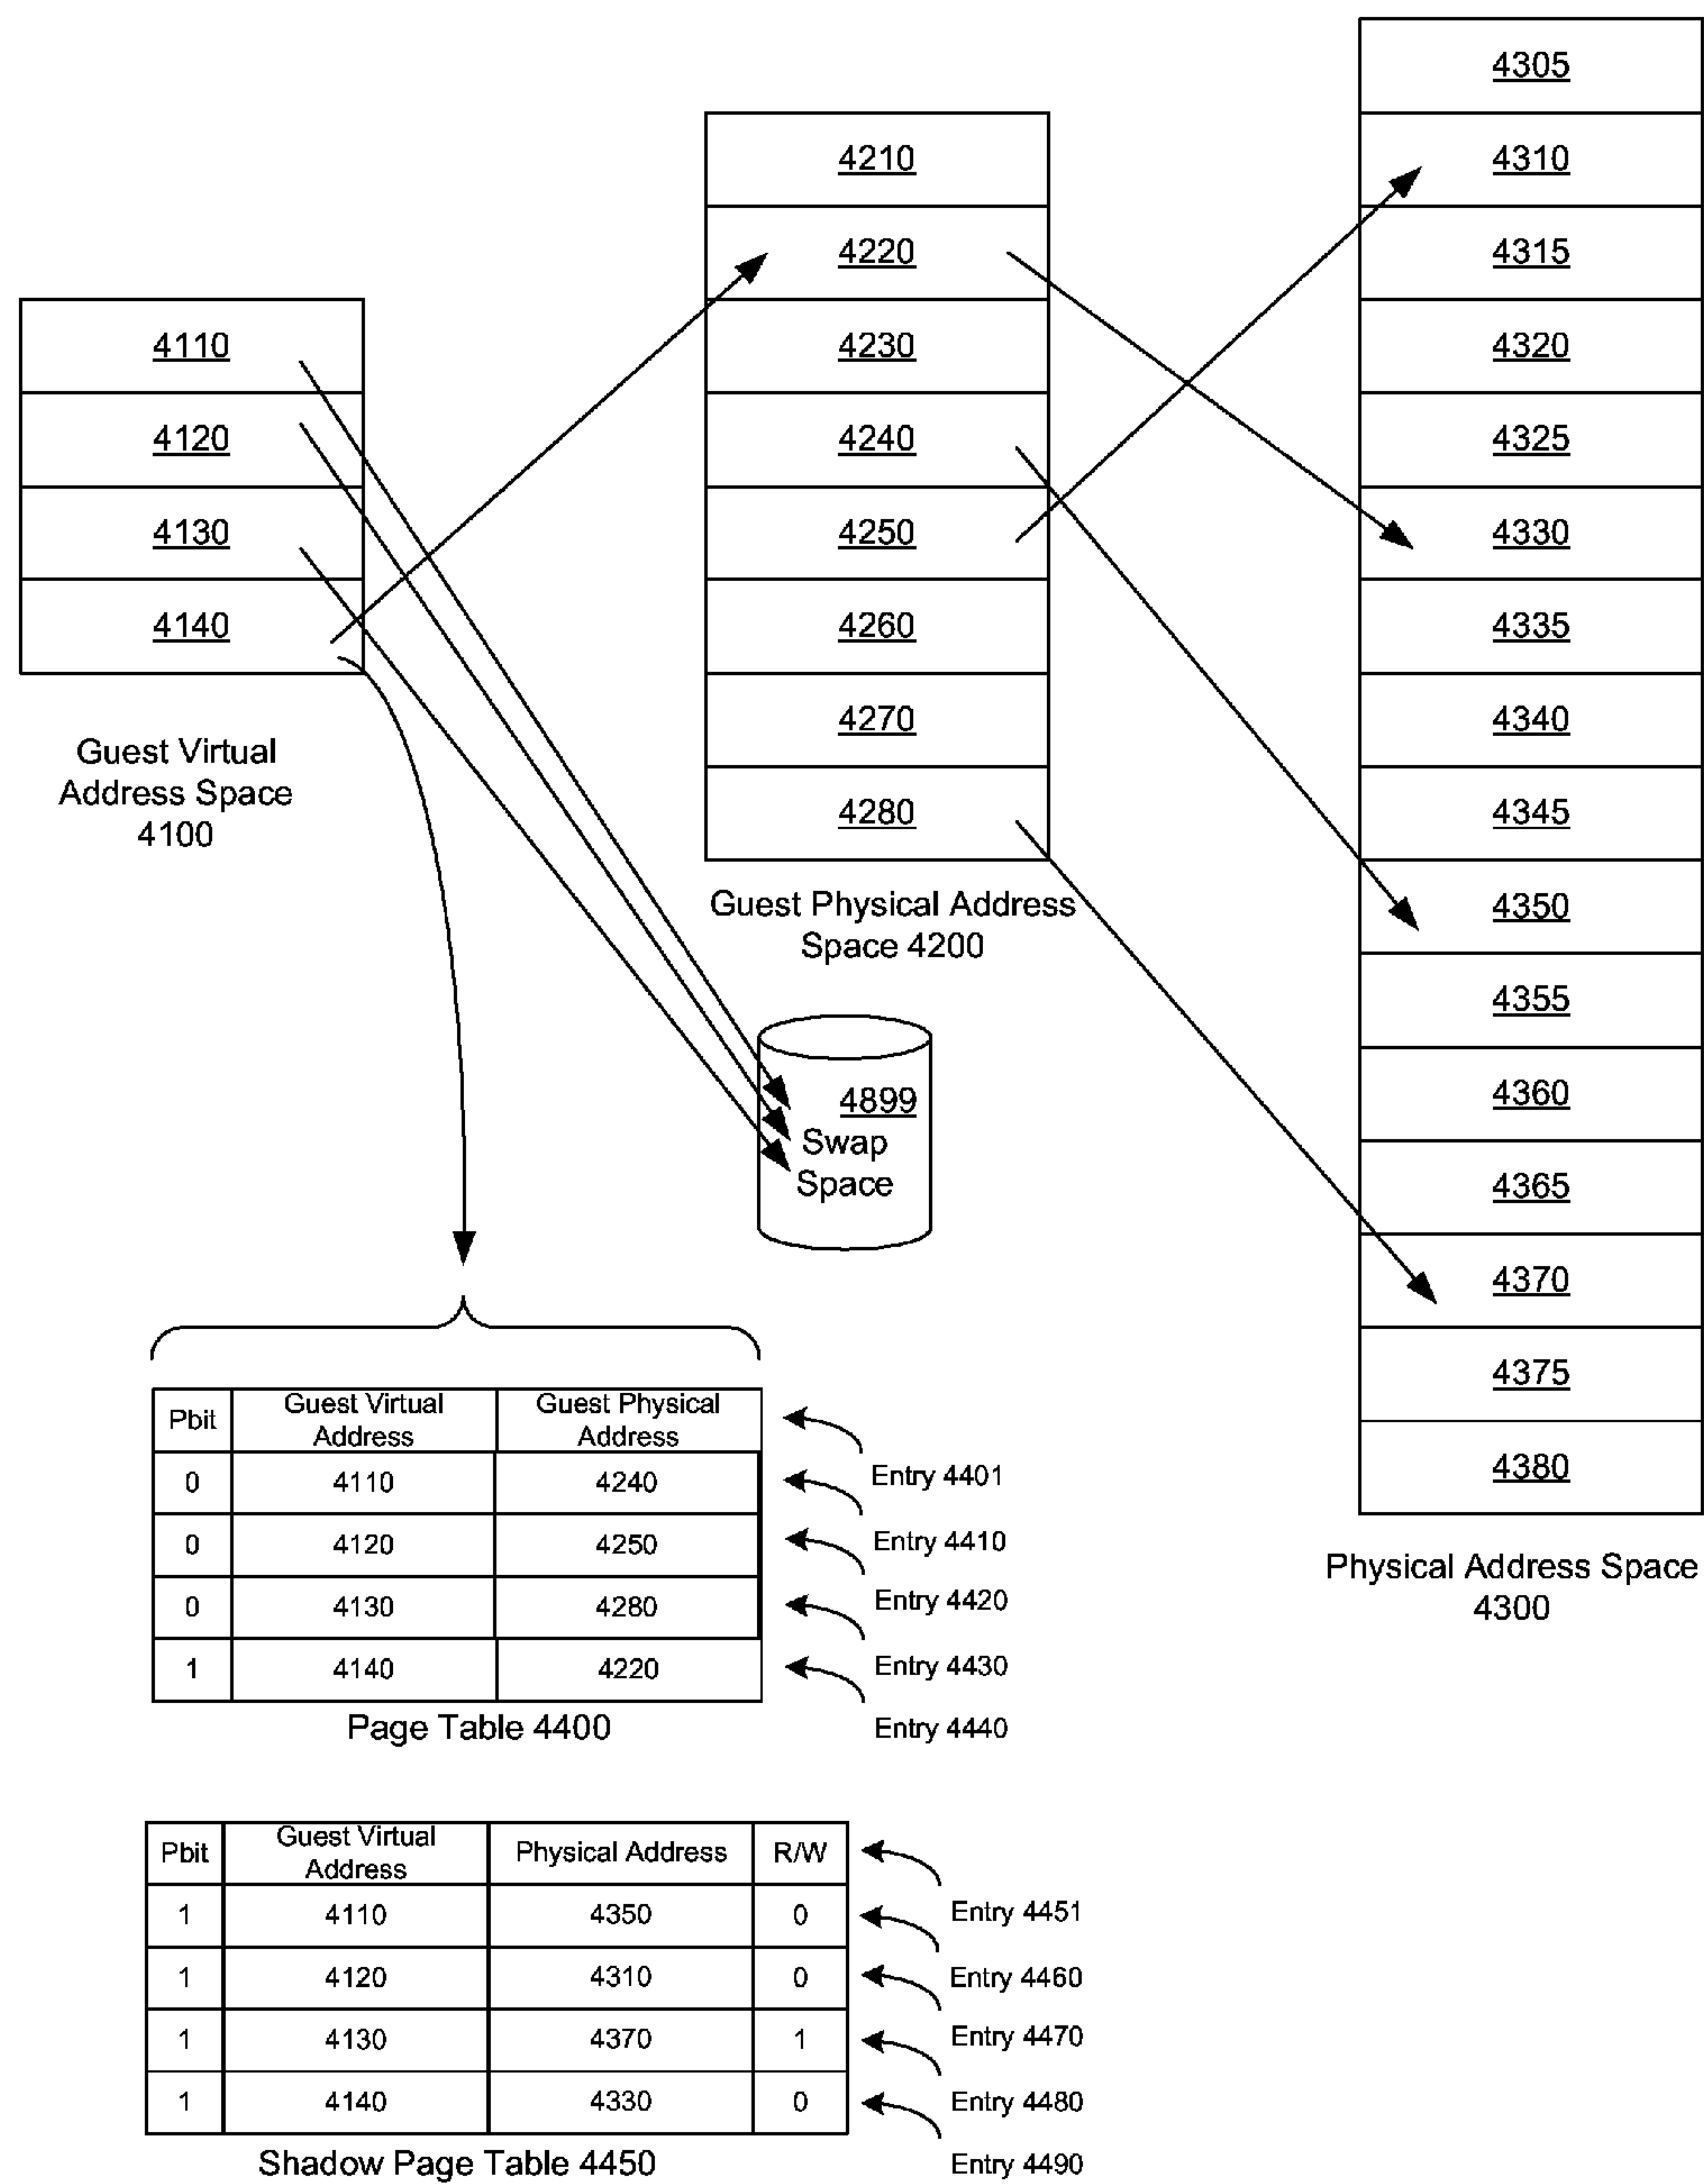 4110
4120
4130
4140
Guest Virtual
Address Space
4100
4210
4220
4230
4240
4250
4260
4270
4280
Guest Physical Address
Space 4200
4899
Swap
Space
4305
4310
4315
4320
4325
4330
4335
4340
4345
4350
4355
4360
4365
4370
4375
4380
Physical Address Space
4300
Pbit Guest Virtual Address Guest Physical Address
0 4110 4240
0 4120 4250
0 4130 4280
1 4140 4220
Entry 4401
Entry 4410
Entry 4420
Entry 4430
Entry 4440
Page Table 4400
Pbit Guest Virtual Address Physical Address R/W
1 4110 4350 0
1 4120 4310 0
1 4130 4370 1
1 4140 4330 0
Entry 4451
Entry 4460
Entry 4470
Entry 4480
Entry 4490
Shadow Page Table 4450